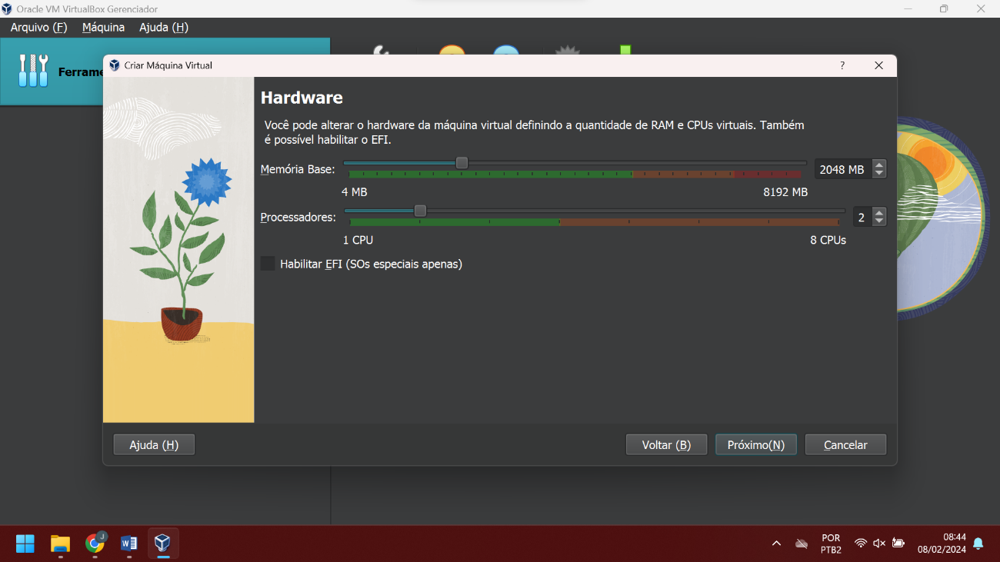 Oracle VM VirtualBox Gerenciador
Arquivo (F) Máquina Ajuda (H)
Ferrame
Criar Máquina Virtual
?
Hardware
Você pode alterar o hardware da máquina virtual definindo a quantidade de RAM e CPUs virtuais. Também
é possível habilitar o EFI.
Memória Base: 2048 MB
4 MB 8192 MB
Processadores: 2
1 CPU 8 CPUs
Habilitar EFI (SOs especiais apenas)
Ajuda (H) Voltar (B) Próximo(N) Cancelar
J
W
POR
PTB2
08:44
08/02/2024